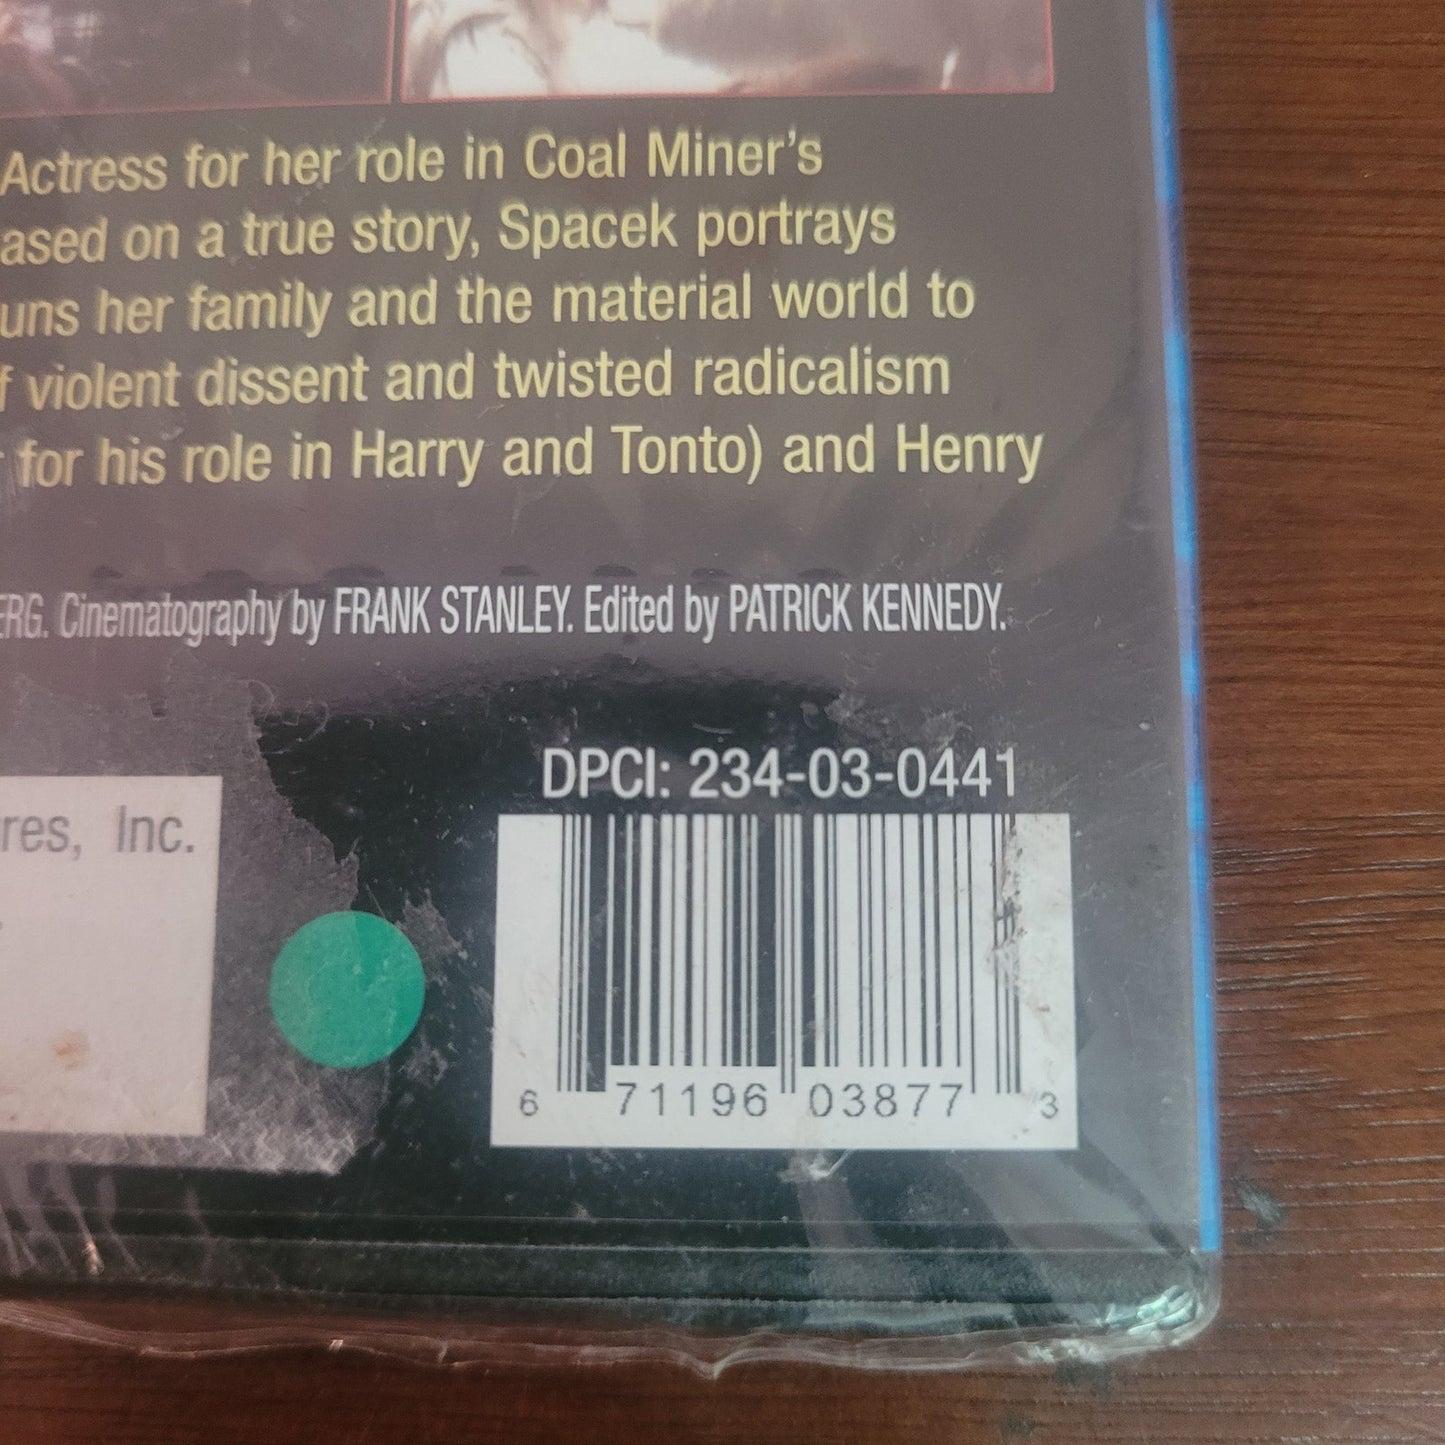 Actress for her role in Coal Miner's
ased on a true story, Spacek portrays
uns her family and the material world to
f violent dissent and twisted radicalism
for his role in Harry and Tonto) and Henry
ERG. Cinematography by FRANK STANLEY. Edited by PATRICK KENNEDY.
DPCI: 234-03-0441
res, Inc.
6 71196 03877 3